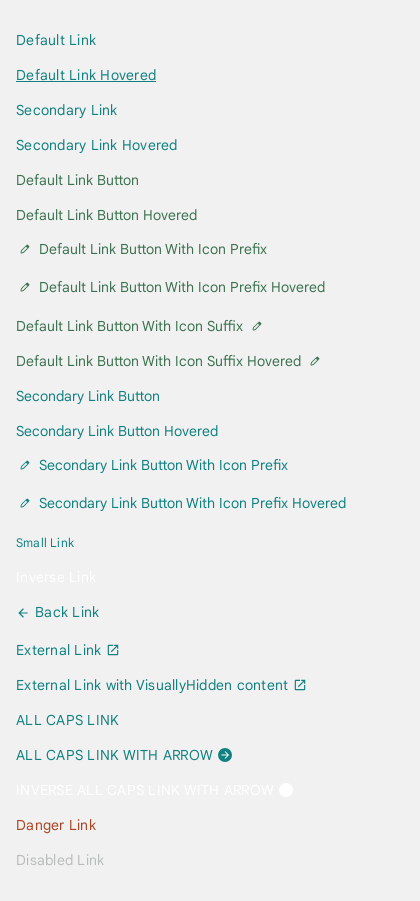 Default Link
Default Link Hovered
Secondary Link
Secondary Link Hovered
Default Link Button
Default Link Button Hovered
Default Link Button With Icon Prefix
Default Link Button With Icon Prefix Hovered
Default Link Button With Icon Suffix
Default Link Button With Icon Suffix Hovered
Secondary Link Button
Secondary Link Button Hovered
Secondary Link Button With Icon Prefix
Secondary Link Button With Icon Prefix Hovered
Small Link
Inverse Link
Back Link
External Link
External Link with VisuallyHidden content
ALL CAPS LINK
ALL CAPS LINK WITH ARROW
INVERSE ALL CAPS LINK WITH ARROW
Danger Link
Disabled Link